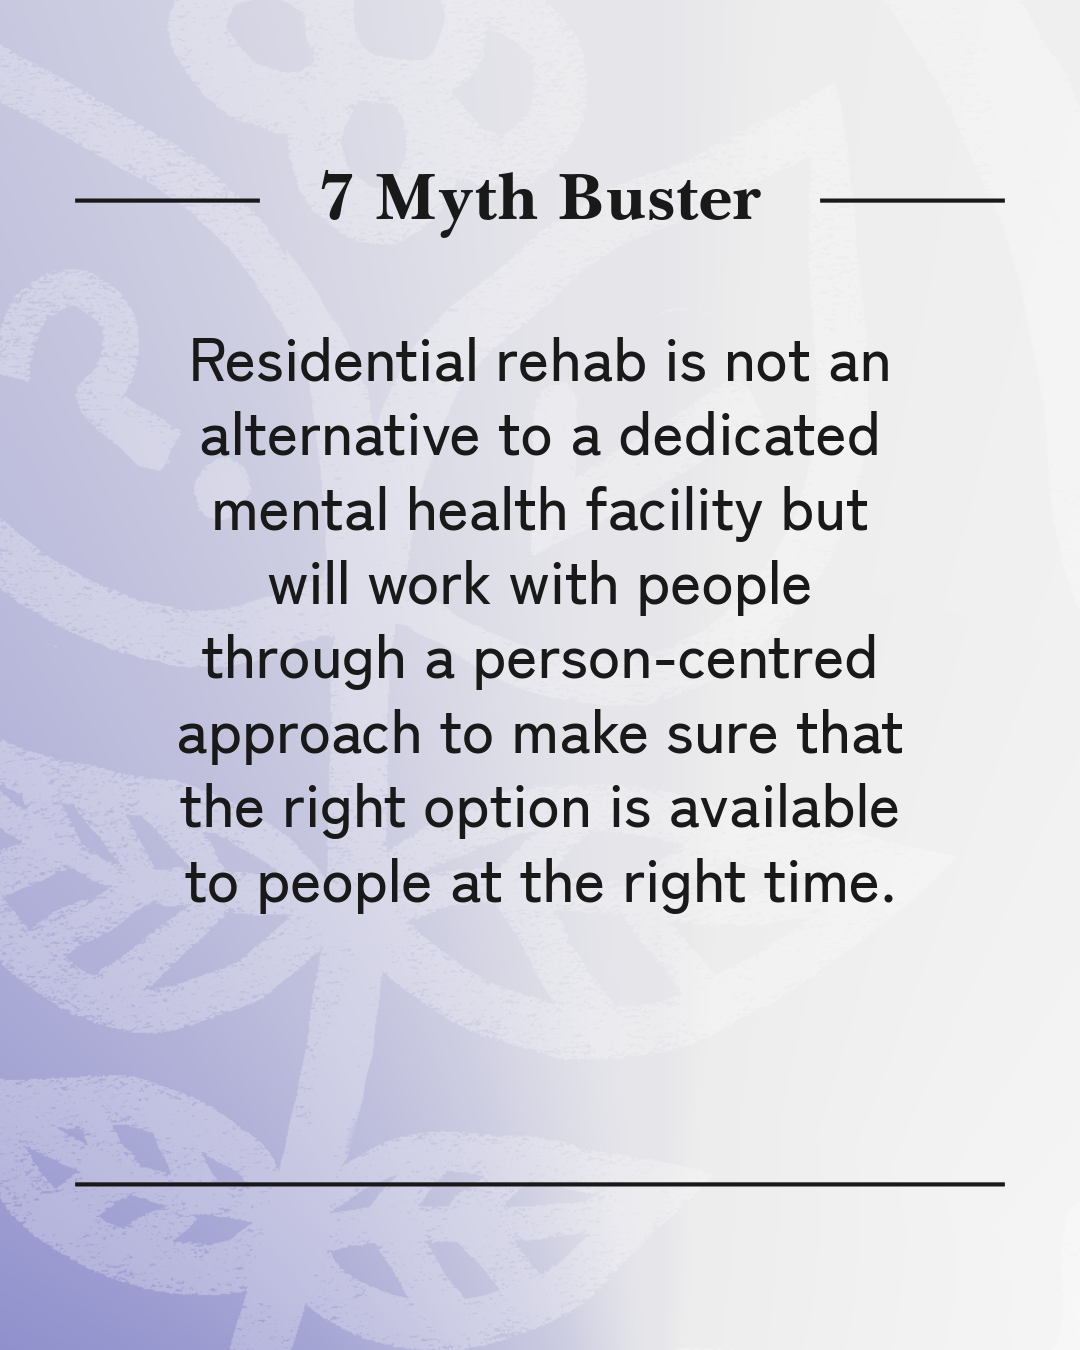 7 Myth Buster
Residential rehab is not an
alternative to a dedicated
mental health facility but
will work with people
through a person-centred
approach to make sure that
the right option is available
to people at the right time.